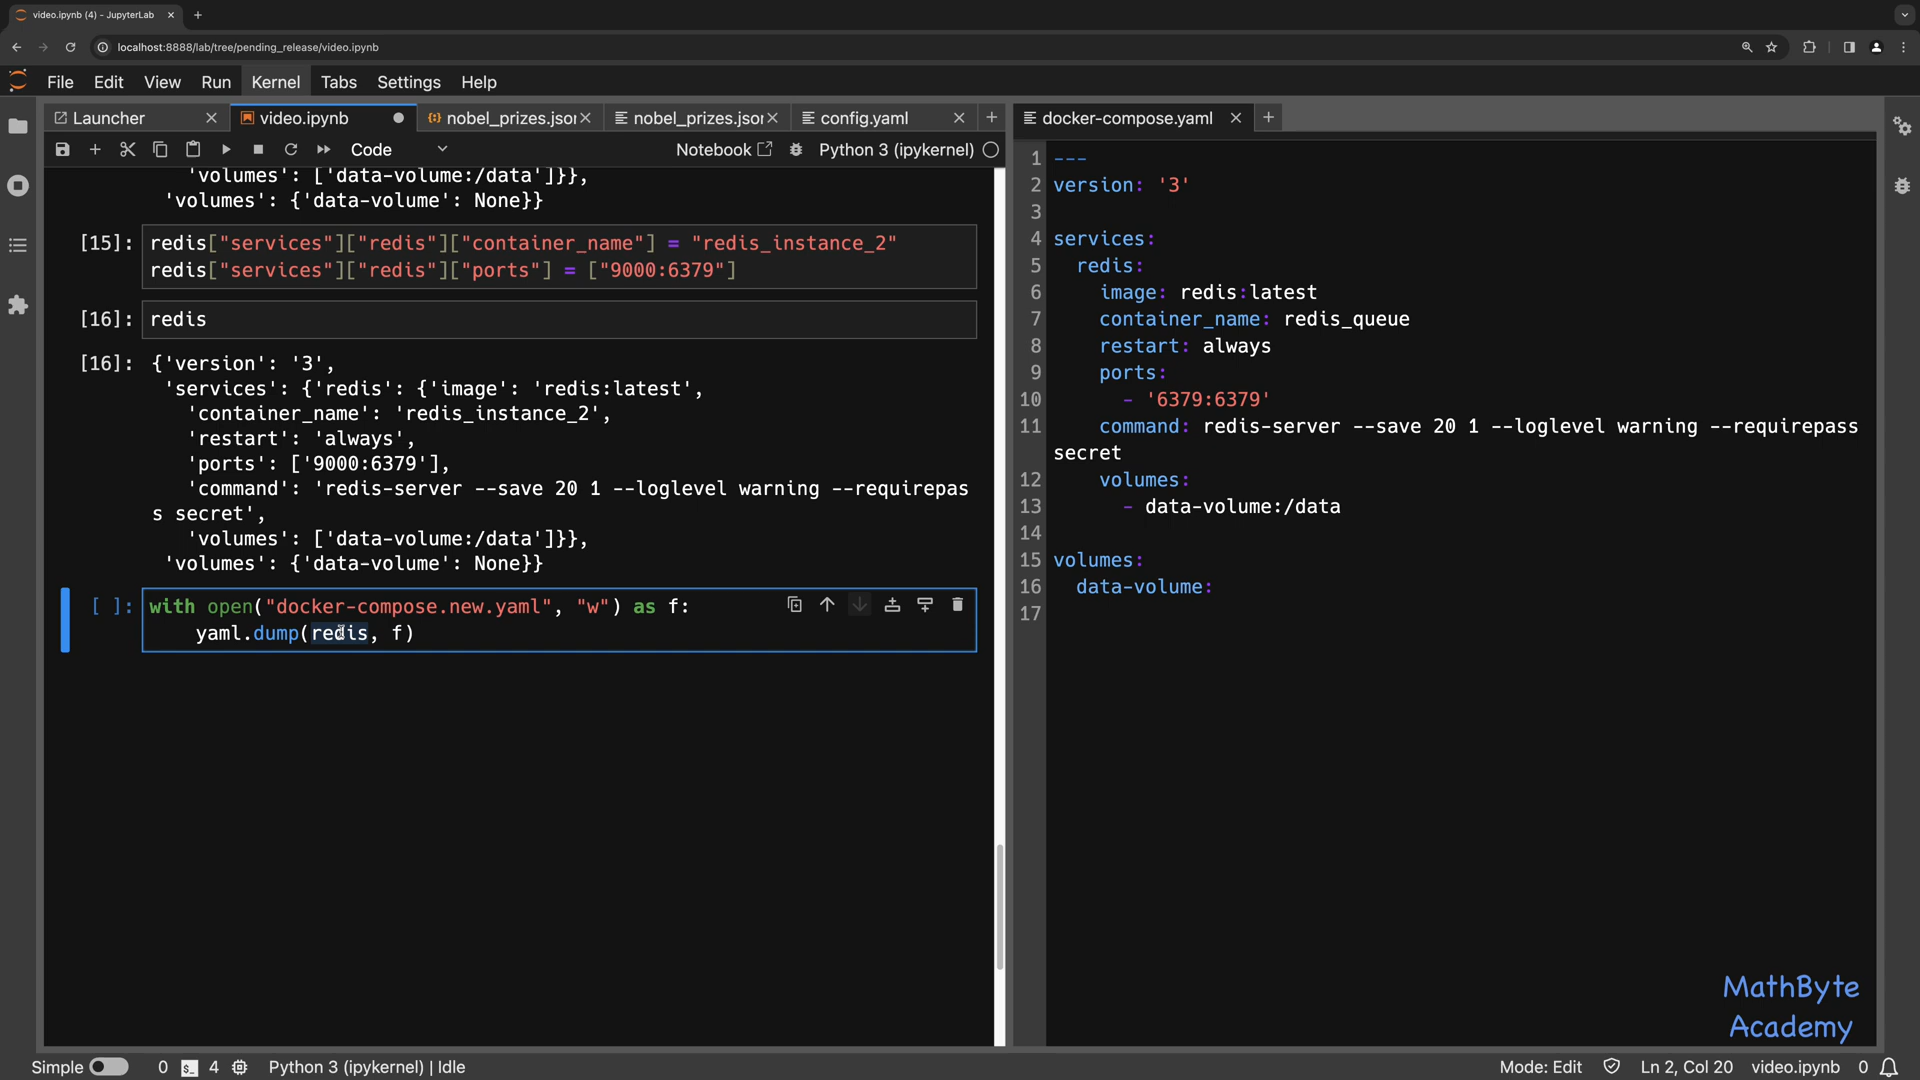 video.ipynb (4) - JupyterLab
localhost:8888/lab/tree/pending_release/video.ipynb
File Edit View Run Kernel Tabs Settings Help
Launcher video.ipynb nobel_prizes.jsor nobel_prizes.jsor config.yaml docker-compose.yaml
Code Notebook Python 3 (ipykernel)
'volumes': ['data-volume:/data']}},
'volumes': {'data-volume': None}}
[15]: redis["services"]["redis"]["container_name"] = "redis_instance_2"
redis["services"]["redis"]["ports"] = ["9000:6379"]
[16]: redis
[16]: {'version': '3',
'services': {'redis': {'image': 'redis:latest',
'container_name': 'redis_instance_2',
'restart': 'always',
'ports': ['9000:6379'],
'command': 'redis-server --save 20 1 --loglevel warning --requirepas
s secret',
'volumes': ['data-volume:/data']}},
'volumes': {'data-volume': None}}
[ ]: with open("docker-compose.new.yaml", "w") as f:
yaml.dump(redis, f)
1 ---
2 version: '3'
3
4 services:
5 redis:
6 image: redis:latest
7 container_name: redis_queue
8 restart: always
9 ports:
10 - '6379:6379'
11 command: redis-server --save 20 1 --loglevel warning --requirepass
secret
12 volumes:
13 - data-volume:/data
14
15 volumes:
16 data-volume:
17
MathByte
Academy
Simple 0 4 Python 3 (ipykernel) | Idle Mode: Edit Ln 2, Col 20 video.ipynb 0